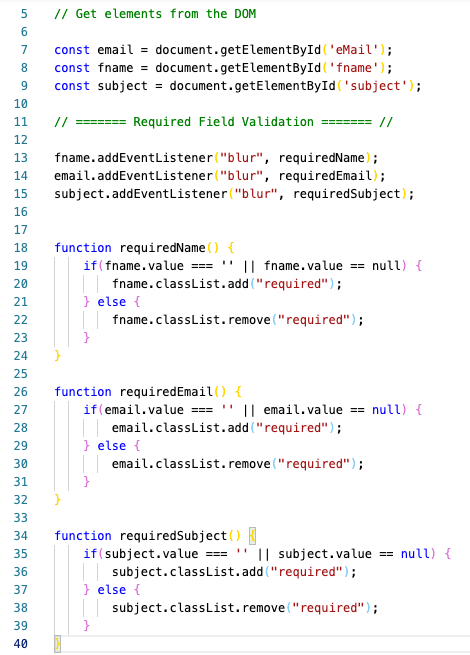 5 // Get elements from the DOM
6
7 const email = document.getElementById('eMail');
8 const fname = document.getElementById('fname');
9 const subject = document.getElementById('subject');
10
11 // ======= Required Field Validation ======= //
12
13 fname.addEventListener("blur", requiredName);
14 email.addEventListener("blur", requiredEmail);
15 subject.addEventListener("blur", requiredSubject);
16
17
18 function requiredName() {
19     if(fname.value === '' || fname.value == null) {
20         fname.classList.add("required");
21     } else {
22         fname.classList.remove("required");
23     }
24 }
25
26 function requiredEmail() {
27     if(email.value === '' || email.value == null) {
28         email.classList.add("required");
29     } else {
30         email.classList.remove("required");
31     }
32 }
33
34 function requiredSubject() {
35     if(subject.value === '' || subject.value == null) {
36         subject.classList.add("required");
37     } else {
38         subject.classList.remove("required");
39     }
40 }